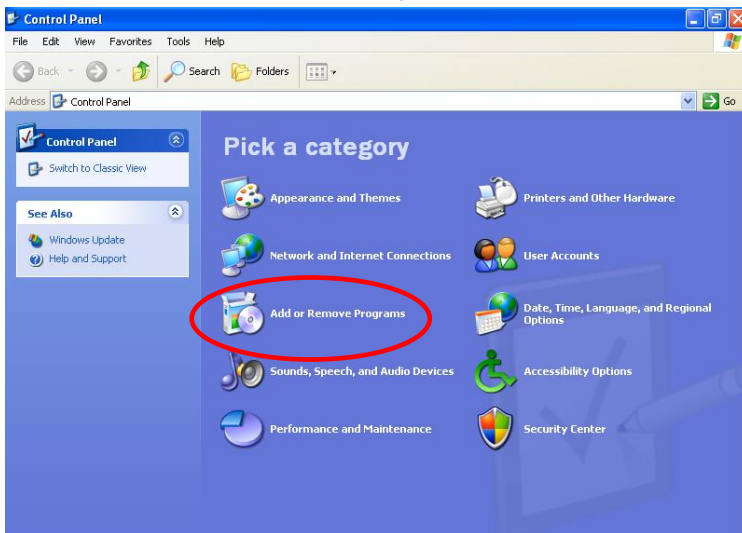 Control Panel
File Edit View Favorites Tools Help
Back Search Folders
Address Control Panel Go
Control Panel
Switch to Classic View
See Also
Windows Update
Help and Support
Pick a category
Appearance and Themes
Printers and Other Hardware
Network and Internet Connections
User Accounts
Add or Remove Programs
Date, Time, Language, and Regional
Options
Sounds, Speech, and Audio Devices
Accessibility Options
Performance and Maintenance
Security Center